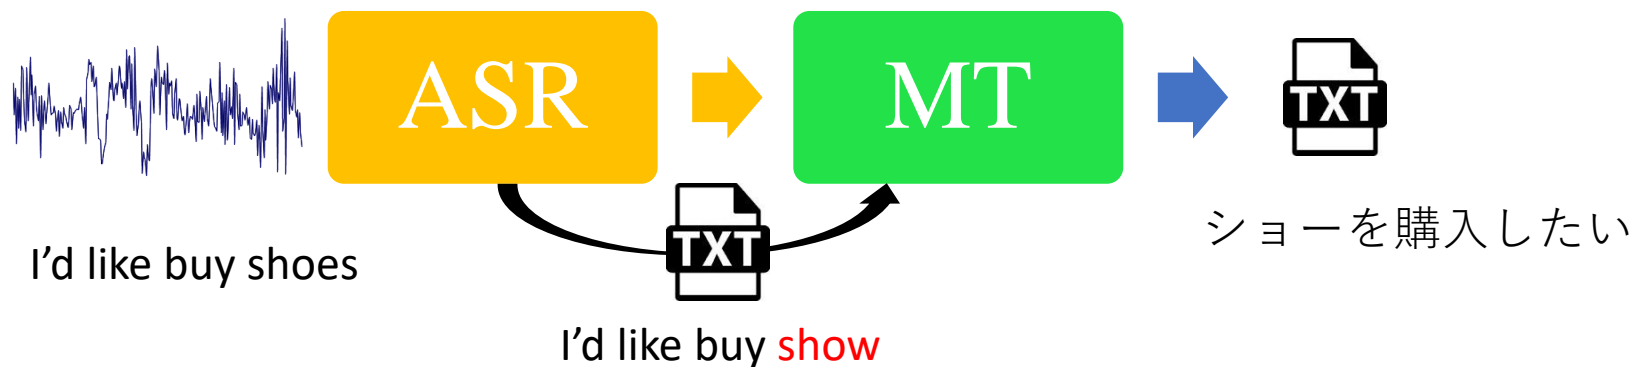 ASR
MT
TXT
I’d like buy shoes
TXT
ショーを購入したい
I’d like buy show